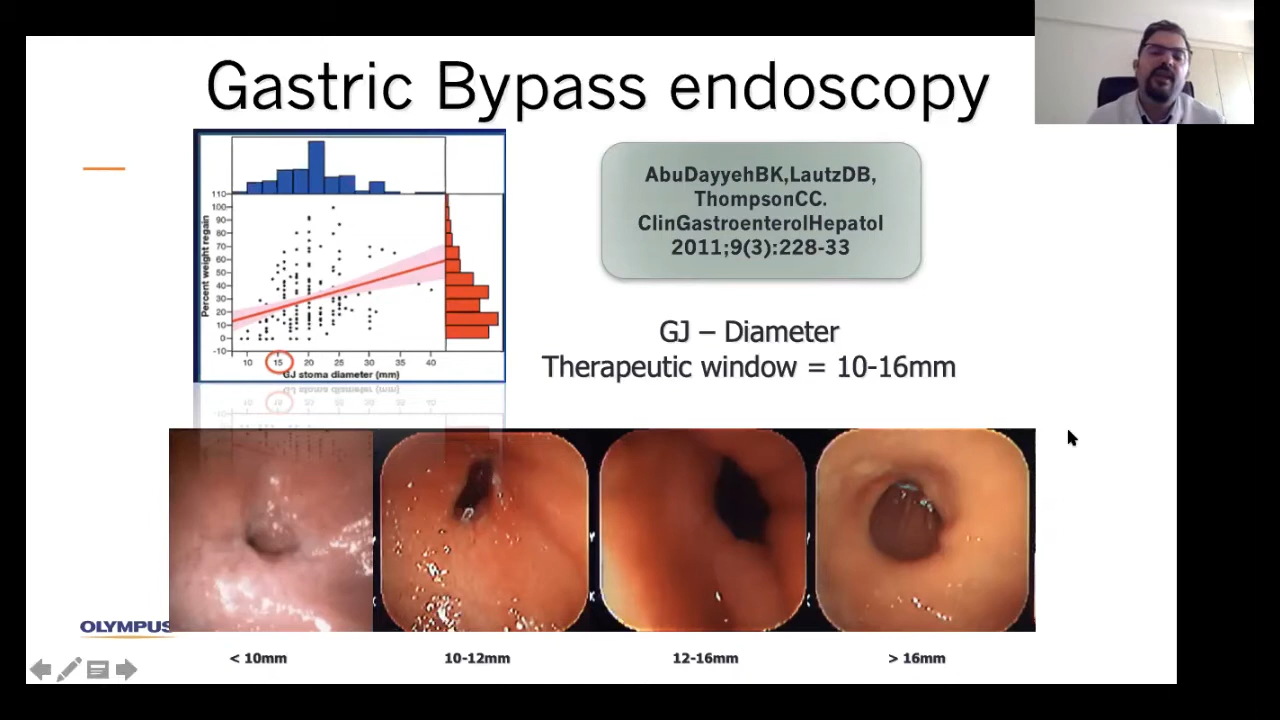 Gastric Bypass endoscopy
110
100
90
80
70
60
50
40
30
20
10
0
-10
Percent weight regain
10 15 20 25 30 35 40
GJ stoma diameter (mm)
AbuDayyehBK,LautzDB,
ThompsonCC.
ClinGastroenterolHepatol
2011;9(3):228-33
GJ – Diameter
Therapeutic window = 10-16mm
OLYMPUS
< 10mm
10-12mm
12-16mm
> 16mm